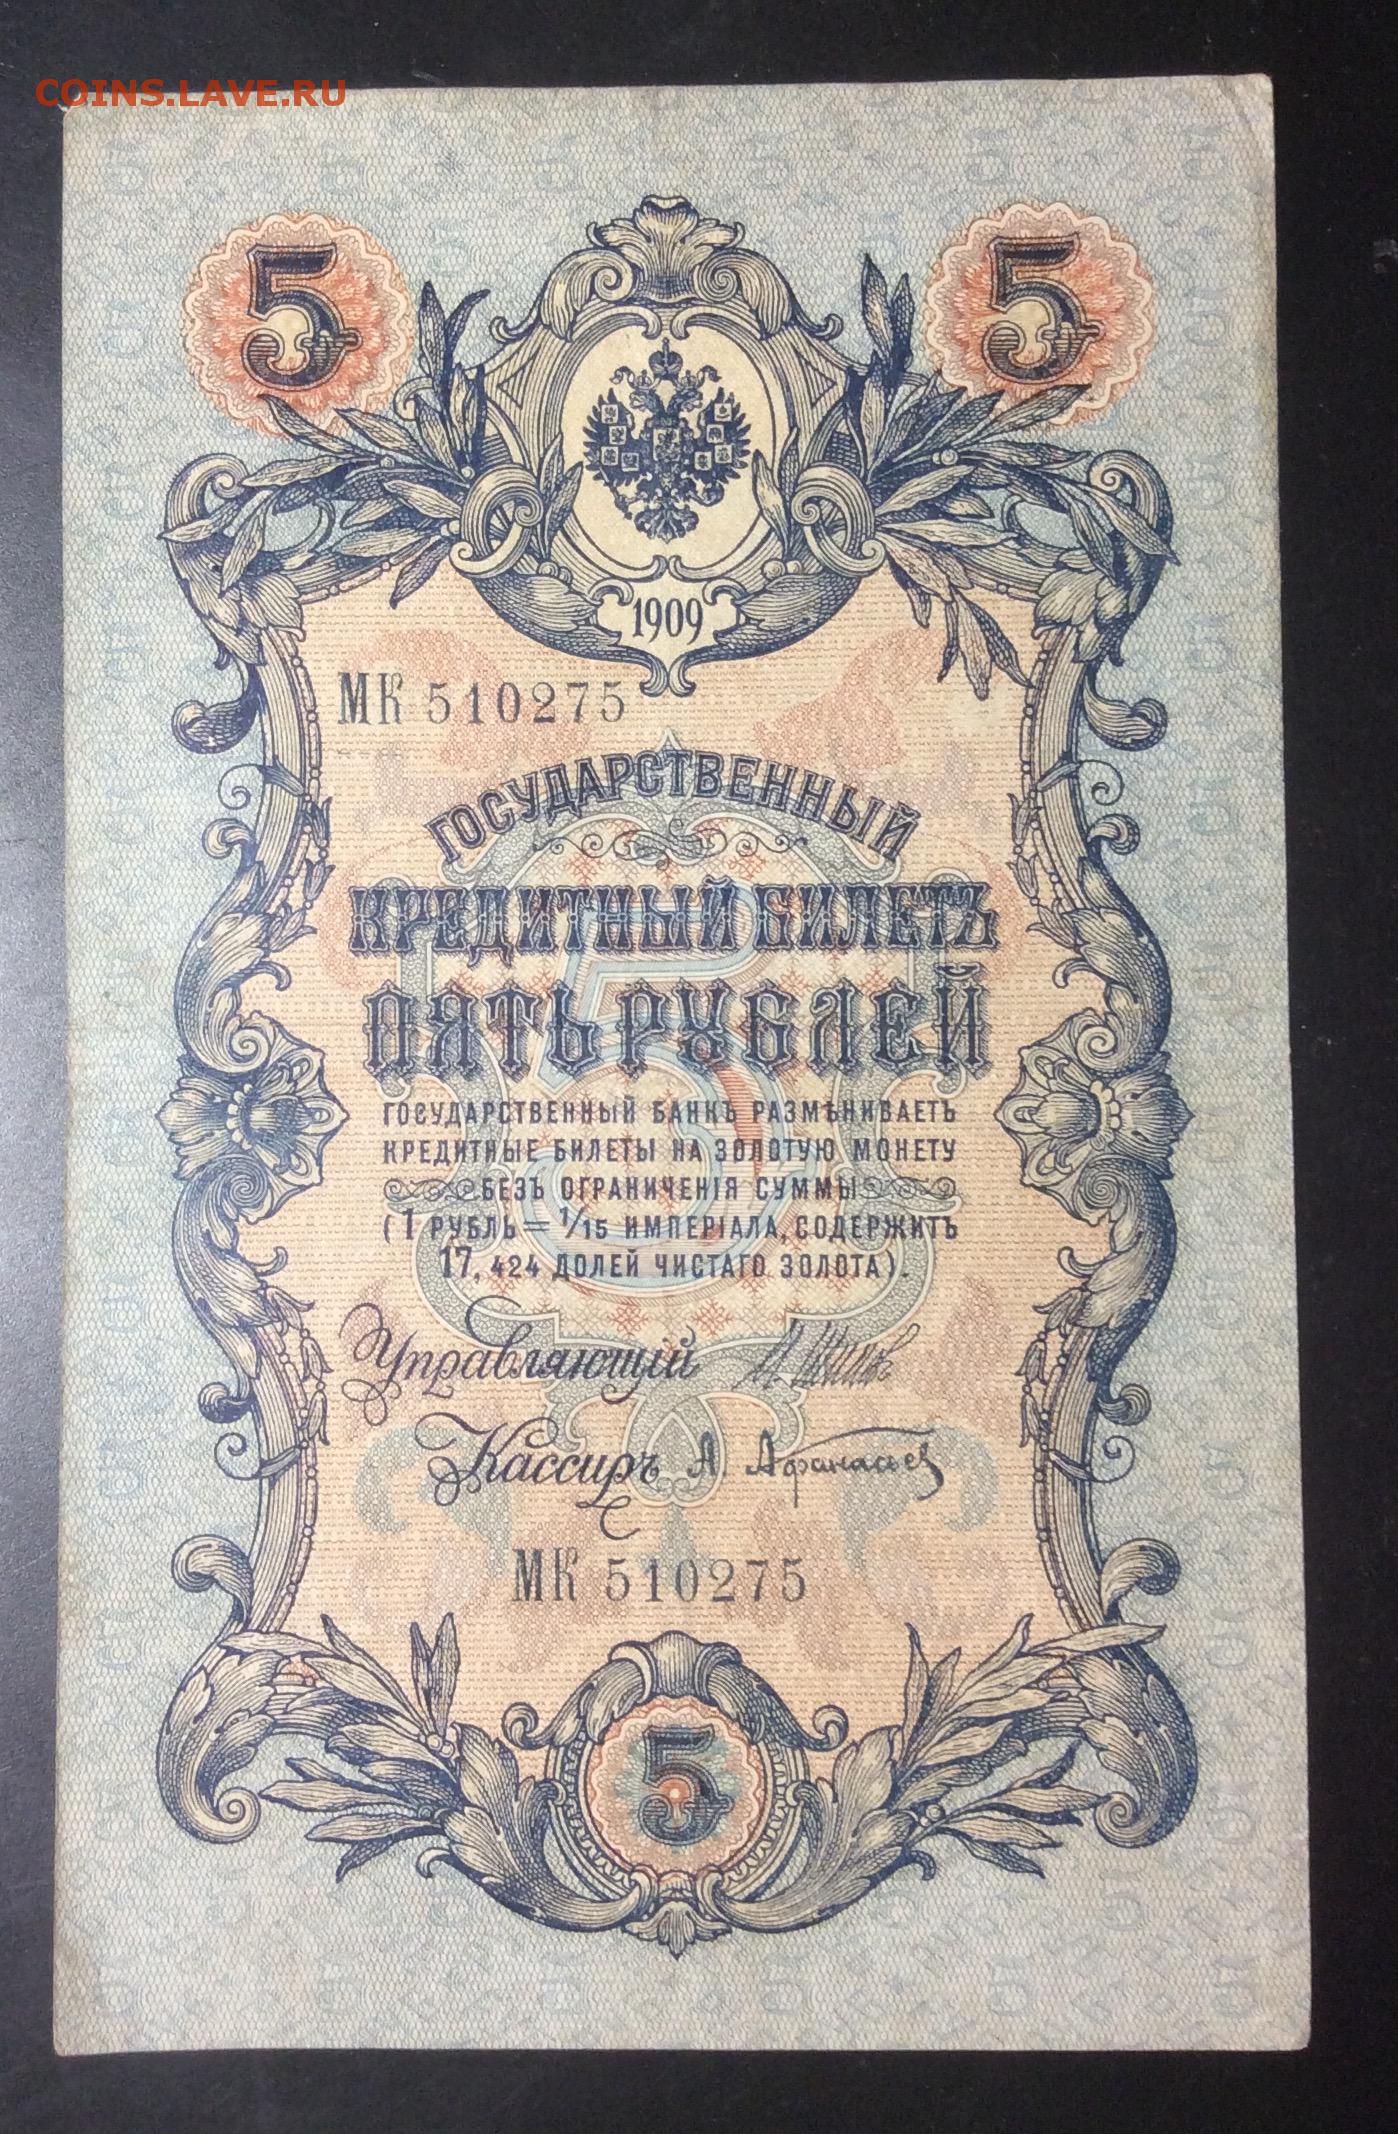 COINS.LAVE.RU
5 5
1909
МК 510275
ГОСУДАРСТВЕННЫЙ
КРЕДИТНЫЙ БИЛЕТЪ
ПЯТЬ РУБЛЕЙ
ГОСУДАРСТВЕННЫЙ БАНКЪ РАЗМѢНИВАЕТЪ
КРЕДИТНЫЕ БИЛЕТЫ НА ЗОЛОТУЮ МОНЕТУ
БЕЗЪ ОГРАНИЧЕНІЯ СУММЫ
(1 РУБЛЬ = 1/15 ИМПЕРІАЛА, СОДЕРЖИТЪ
17,424 ДОЛЕЙ ЧИСТАГО ЗОЛОТА).
Управляющій
Кассиръ А. Афанасьев
МК 510275
5